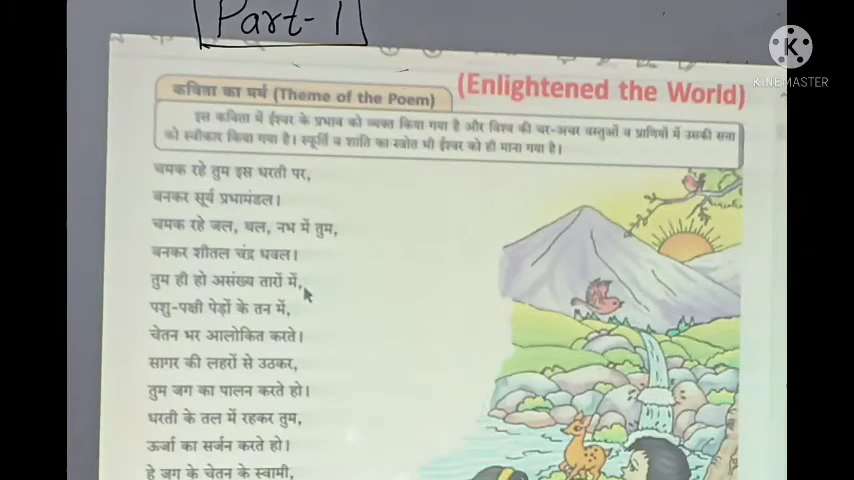 Part-1
K
KINEMASTER
(Enlightened the World)
कविता का मर्म (Theme of the Poem)
इस कविता में ईश्वर के प्रभाव को व्यक्त किया गया है और विश्व की चर-अचर वस्तुओं व प्राणियों में उसकी सत्ता
को स्वीकार किया गया है। स्फूर्ति व शांति का स्त्रोत भी ईश्वर को ही माना गया है।
चमक रहे तुम इस धरती पर,
बनकर सूर्य प्रभामंडल।
चमक रहे जल, थल, नभ में तुम,
बनकर शीतल चंद्र धवल।
तुम ही हो असंख्य तारों में,
पशु-पक्षी पेड़ों के तन में,
चेतन भर आलोकित करते।
सागर की लहरों से उठकर,
तुम जग का पालन करते हो।
धरती के तल में रहकर तुम,
ऊर्जा का सर्जन करते हो।
हे जग के चेतन के स्वामी,